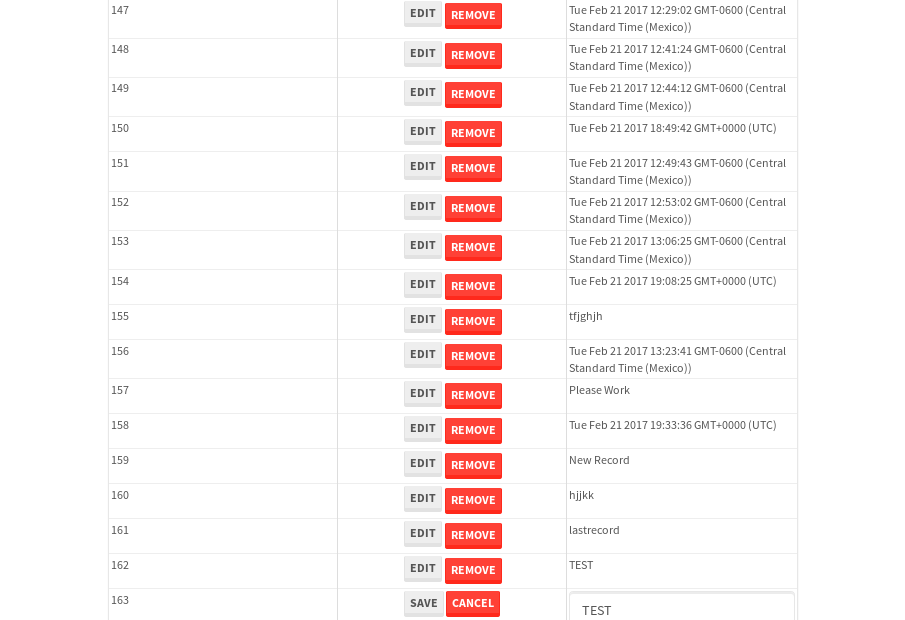 147 EDIT REMOVE Tue Feb 21 2017 12:29:02 GMT-0600 (Central
Standard Time (Mexico))
148 EDIT REMOVE Tue Feb 21 2017 12:41:24 GMT-0600 (Central
Standard Time (Mexico))
149 EDIT REMOVE Tue Feb 21 2017 12:44:12 GMT-0600 (Central
Standard Time (Mexico))
150 EDIT REMOVE Tue Feb 21 2017 18:49:42 GMT+0000 (UTC)
151 EDIT REMOVE Tue Feb 21 2017 12:49:43 GMT-0600 (Central
Standard Time (Mexico))
152 EDIT REMOVE Tue Feb 21 2017 12:53:02 GMT-0600 (Central
Standard Time (Mexico))
153 EDIT REMOVE Tue Feb 21 2017 13:06:25 GMT-0600 (Central
Standard Time (Mexico))
154 EDIT REMOVE Tue Feb 21 2017 19:08:25 GMT+0000 (UTC)
155 EDIT REMOVE tfjghjh
156 EDIT REMOVE Tue Feb 21 2017 13:23:41 GMT-0600 (Central
Standard Time (Mexico))
157 EDIT REMOVE Please Work
158 EDIT REMOVE Tue Feb 21 2017 19:33:36 GMT+0000 (UTC)
159 EDIT REMOVE New Record
160 EDIT REMOVE hjjkk
161 EDIT REMOVE lastrecord
162 EDIT REMOVE TEST
163 SAVE CANCEL TEST